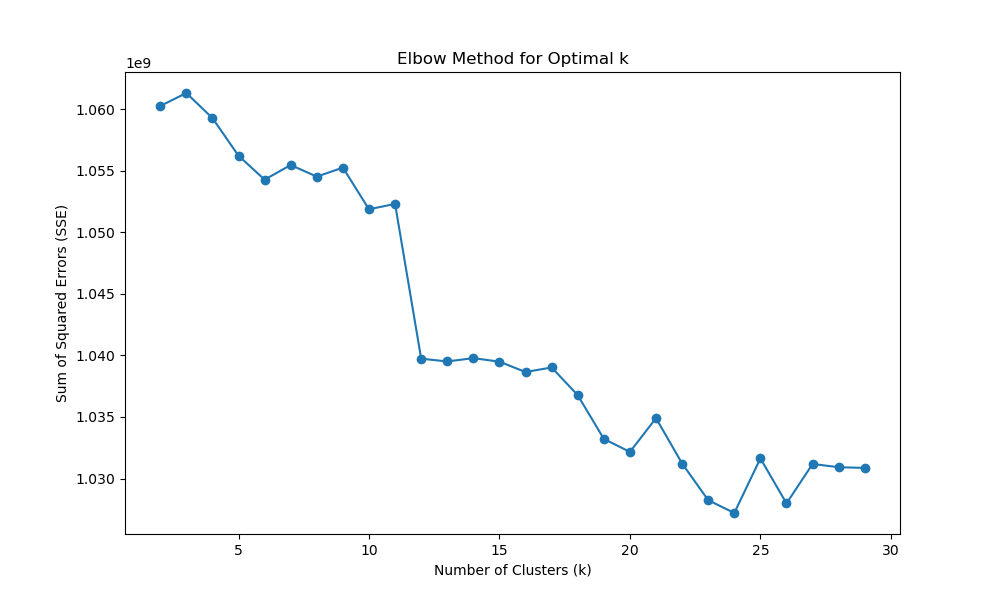 Elbow Method for Optimal k
1e9
1.060
1.055
1.050
1.045
1.040
1.035
1.030
Sum of Squared Errors (SSE)
5 10 15 20 25 30
Number of Clusters (k)